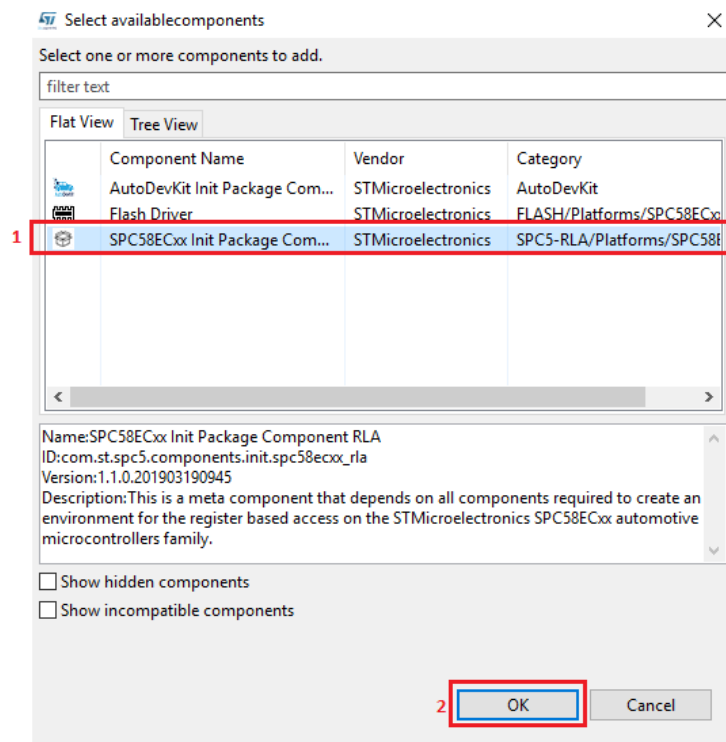 Select availablecomponents
Select one or more components to add.
filter text
Flat View Tree View
Component Name Vendor Category
AutoDevKit Init Package Com... STMicroelectronics AutoDevKit
Flash Driver STMicroelectronics FLASH/Platforms/SPC58ECx
1 SPC58ECxx Init Package Com... STMicroelectronics SPC5-RLA/Platforms/SPC58E
Name:SPC58ECxx Init Package Component RLA
ID:com.st.spc5.components.init.spc58ecxx_rla
Version:1.1.0.201903190945
Description:This is a meta component that depends on all components required to create an
environment for the register based access on the STMicroelectronics SPC58ECxx automotive
microcontrollers family.
Show hidden components
Show incompatible components
2 OK Cancel